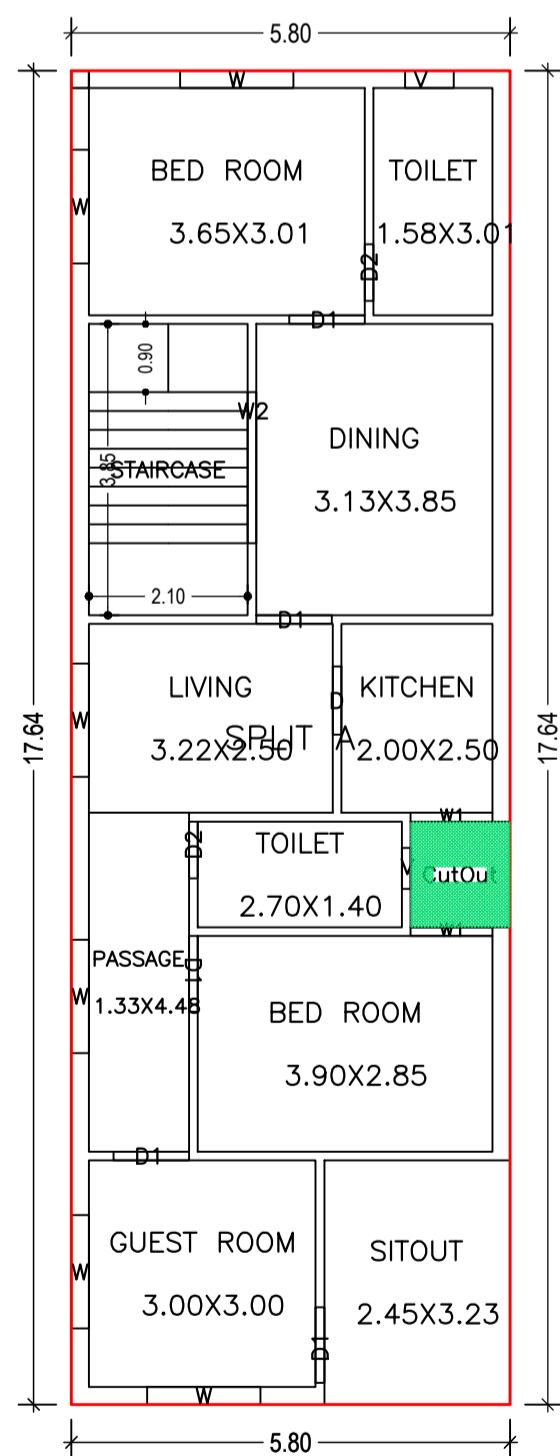 5.80
W
V
BED ROOM
TOILET
3.65X3.01
1.58X3.01
W
D2
D1
0.90
W2
DINING
3.85
STAIRCASE
3.13X3.85
2.10
D1
LIVING
D
KITCHEN
W
SPLIT A
3.22X2.50
2.00X2.50
17.64
17.64
W1
TOILET
D2
V
CutOut
2.70X1.40
W1
PASSAGE
D1
W
1.33X4.48
BED ROOM
3.90X2.85
D1
GUEST ROOM
SITOUT
W
3.00X3.00
2.45X3.23
D1
W
5.80